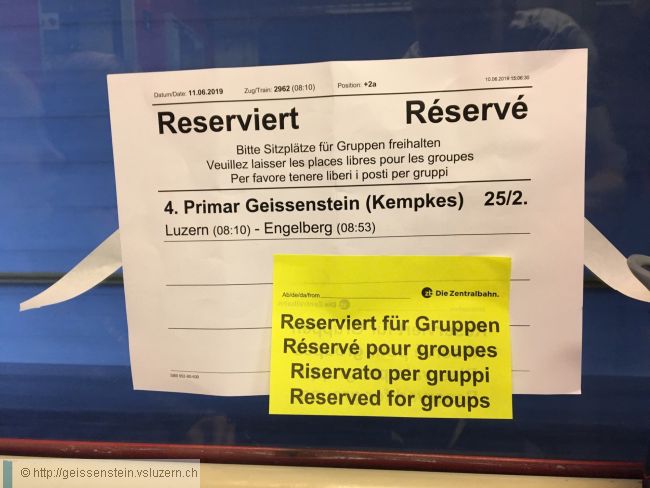 Datum/Date: 11.06.2019 Zug/Train: 2962 (08:10) Position: +2a 10.06.2019 15:06:36
Reserviert Réservé
Bitte Sitzplätze für Gruppen freihalten
Veuillez laisser les places libres pour les groupes
Per favore tenere liberi i posti per gruppi
4. Primar Geissenstein (Kempkes) 25/2.
Luzern (08:10) - Engelberg (08:53)
Ab/de/da/from
Die Zentralbahn.
Reserviert für Gruppen
Réservé pour groupes
Riservato per gruppi
Reserved for groups
© http://geissenstein.vsluzern.ch